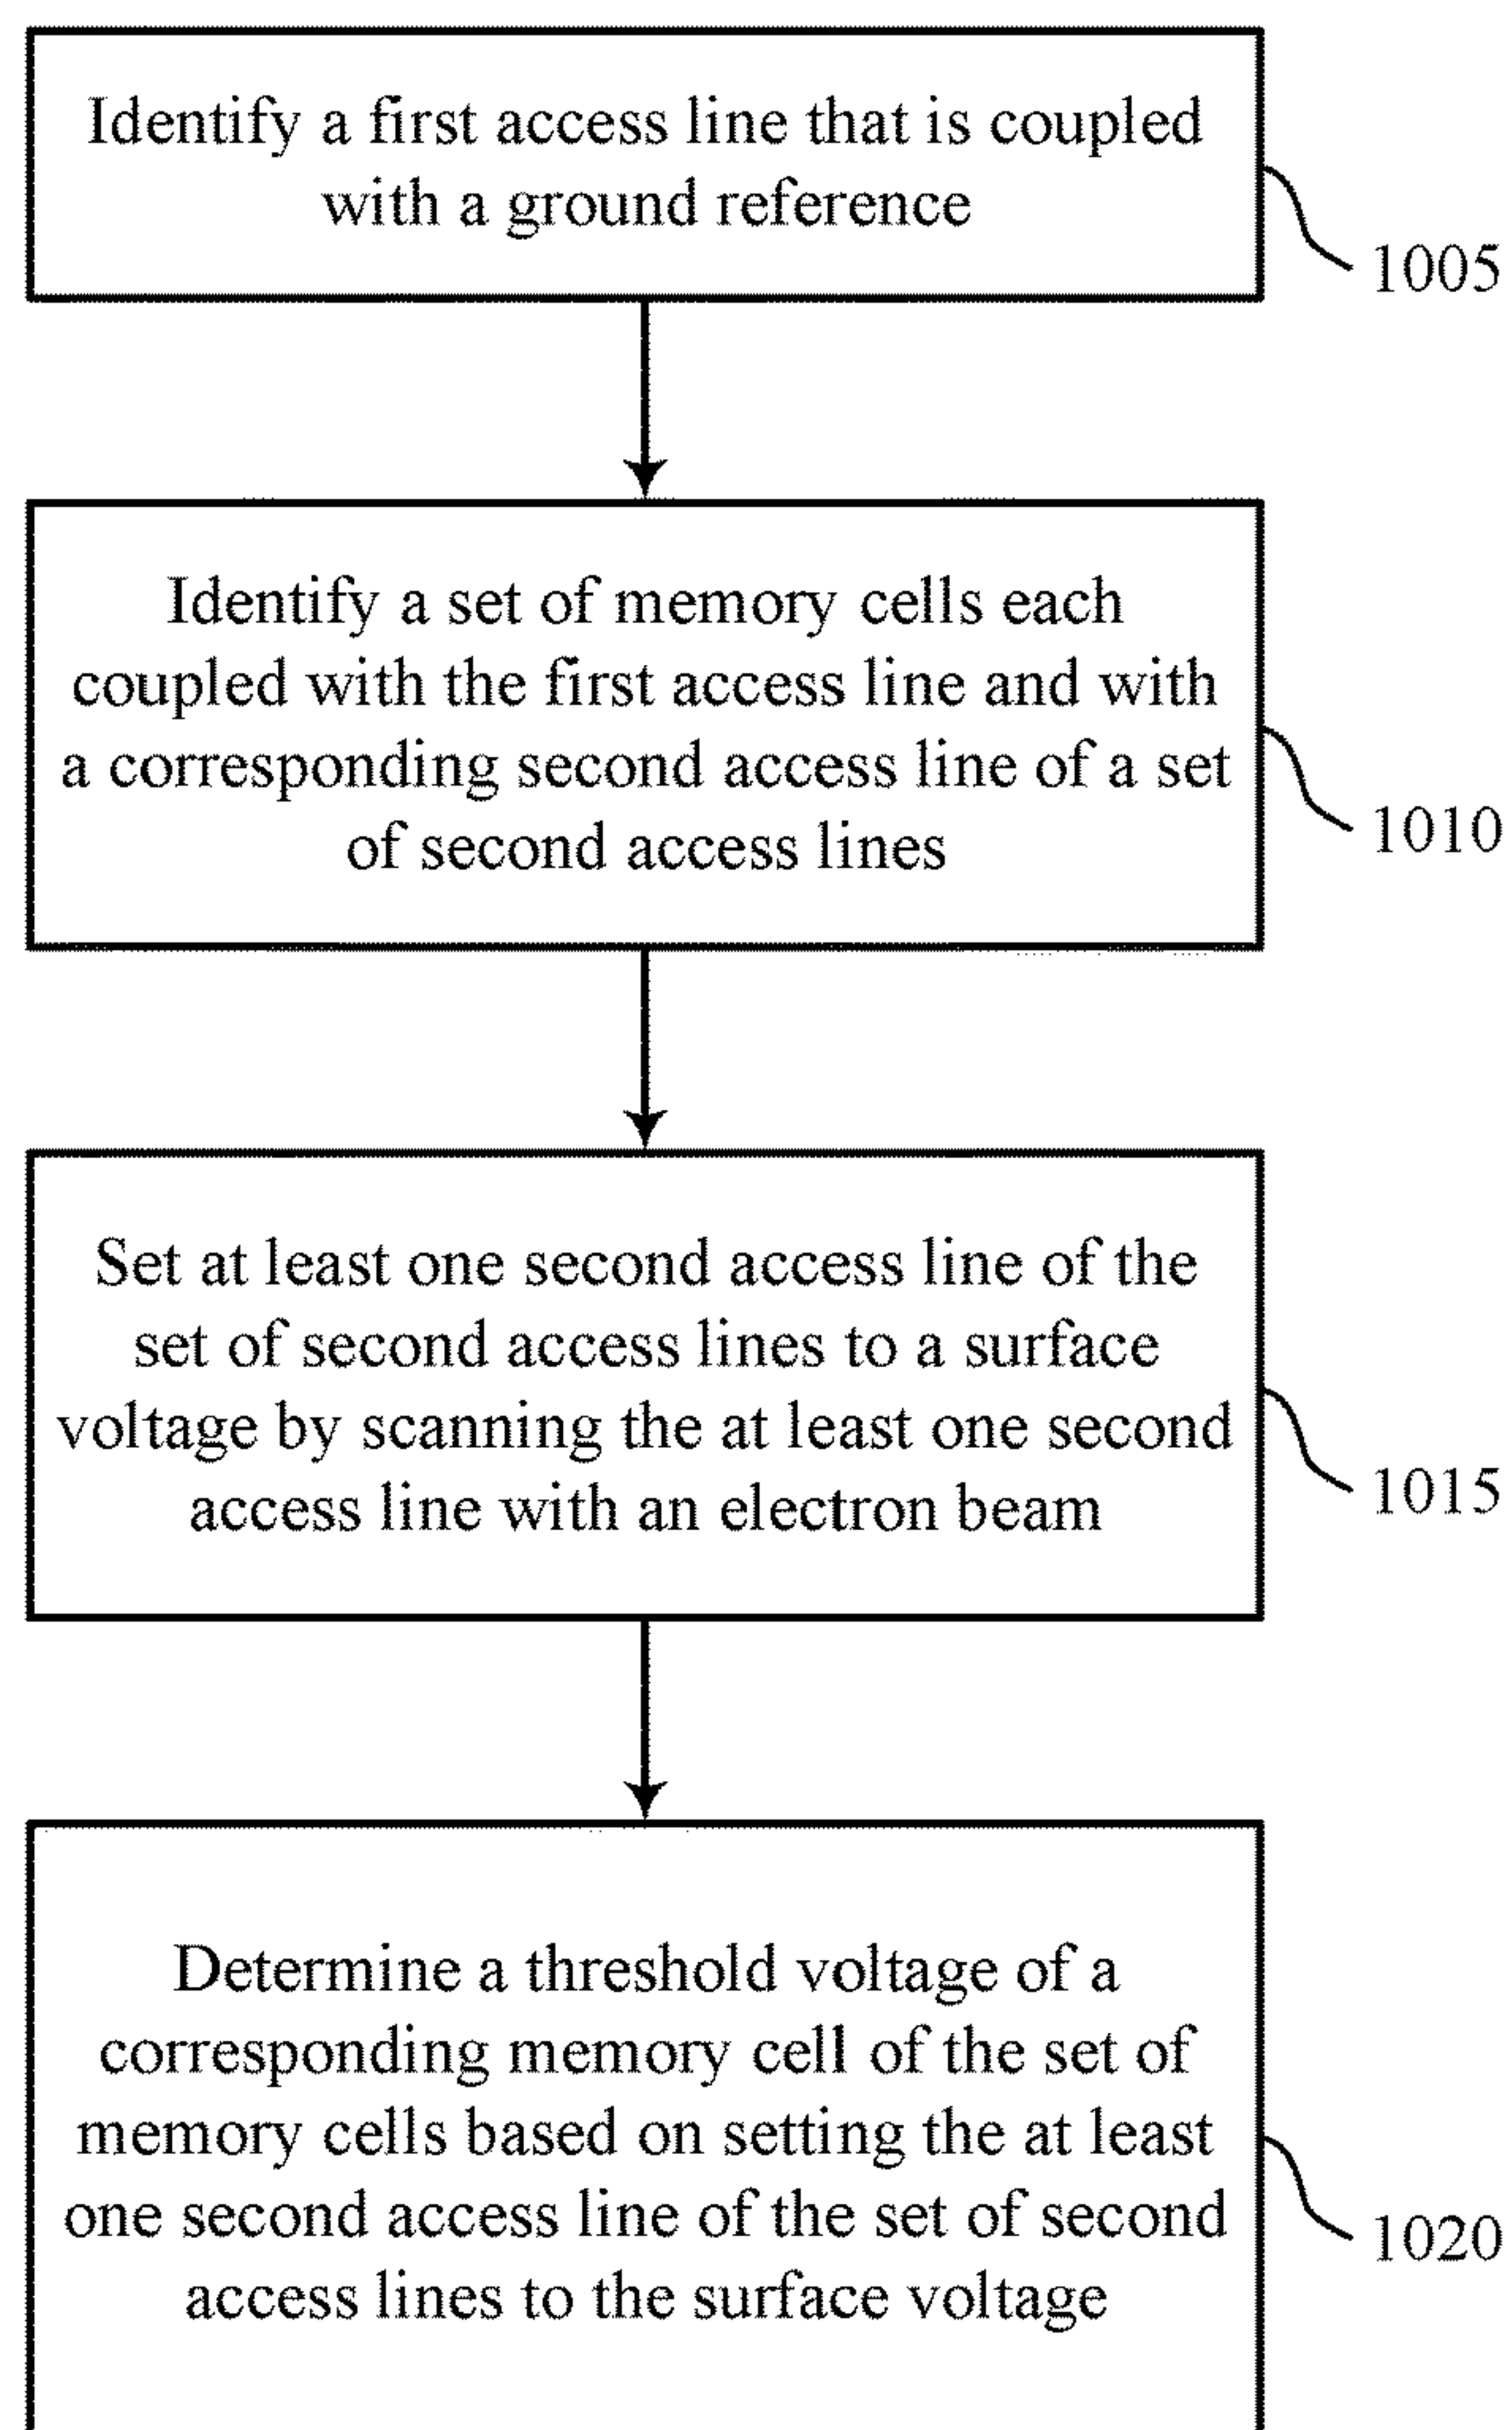 Identify a first access line that is coupled
with a ground reference
1005
Identify a set of memory cells each
coupled with the first access line and with
a corresponding second access line of a set
of second access lines
1010
Set at least one second access line of the
set of second access lines to a surface
voltage by scanning the at least one second
access line with an electron beam
1015
Determine a threshold voltage of a
corresponding memory cell of the set of
memory cells based on setting the at least
one second access line of the set of second
access lines to the surface voltage
1020